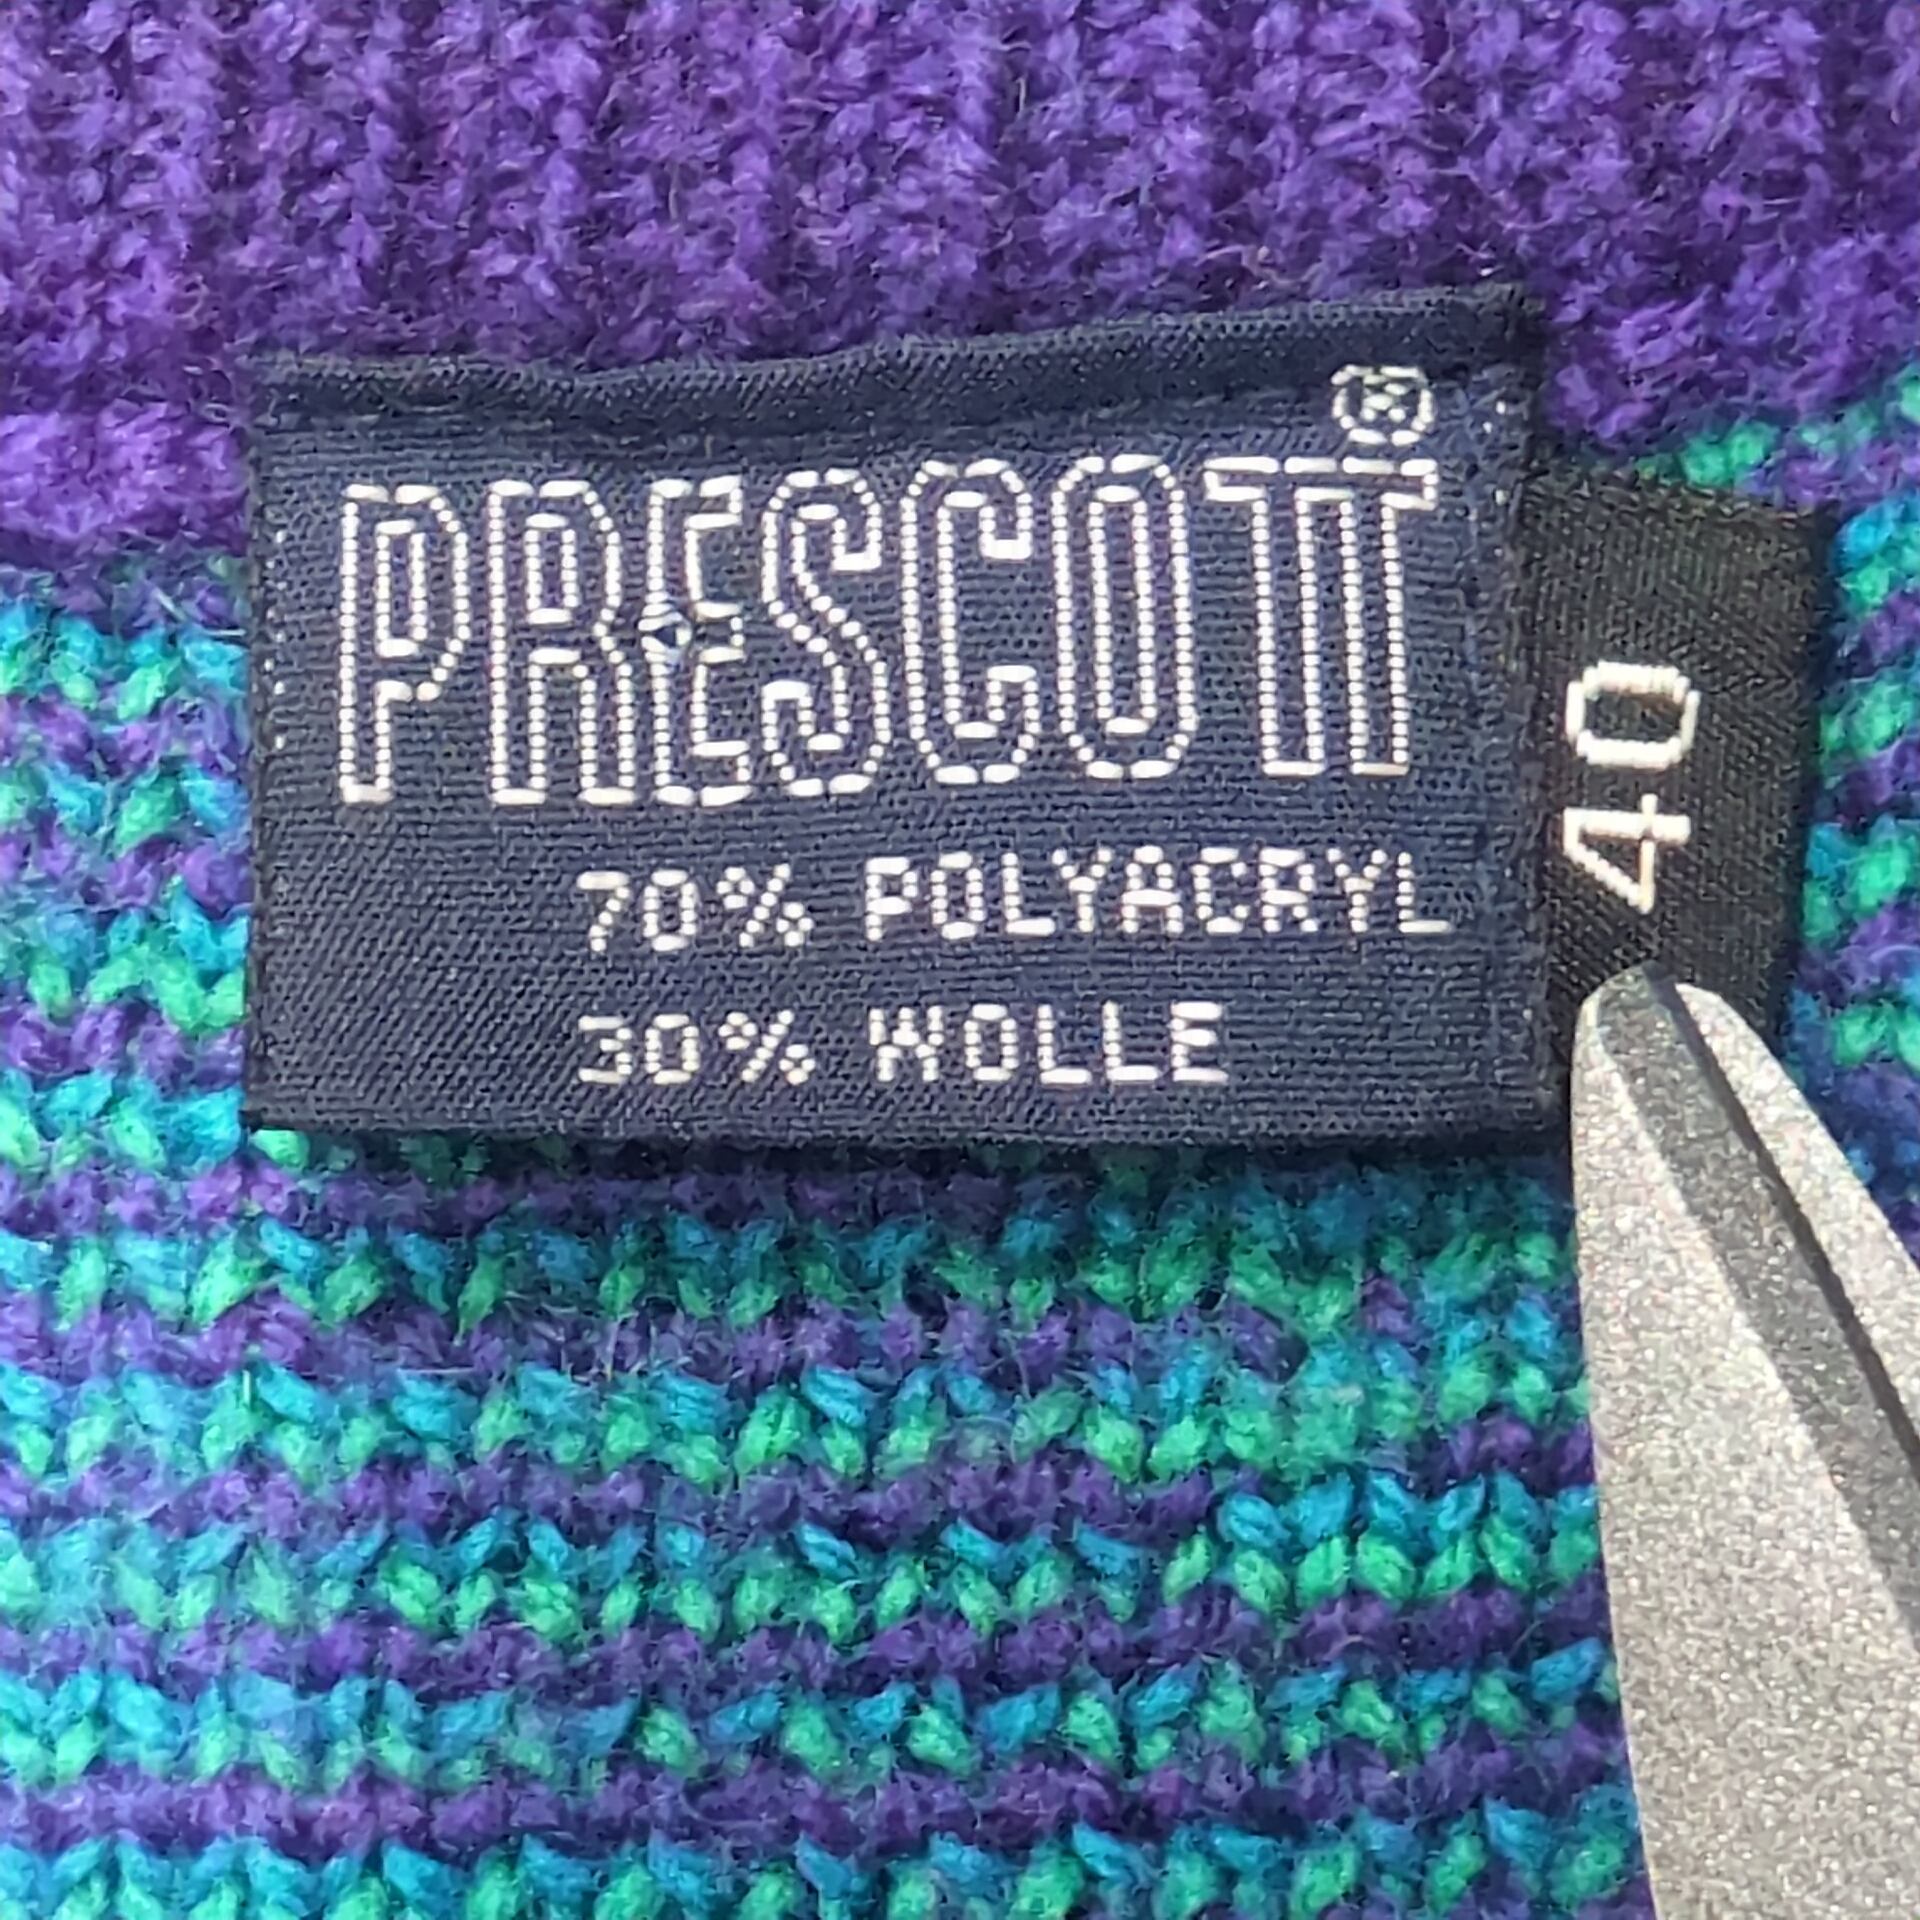 PRESCOTT®
70% POLYACRYL
30% WOLLE
40